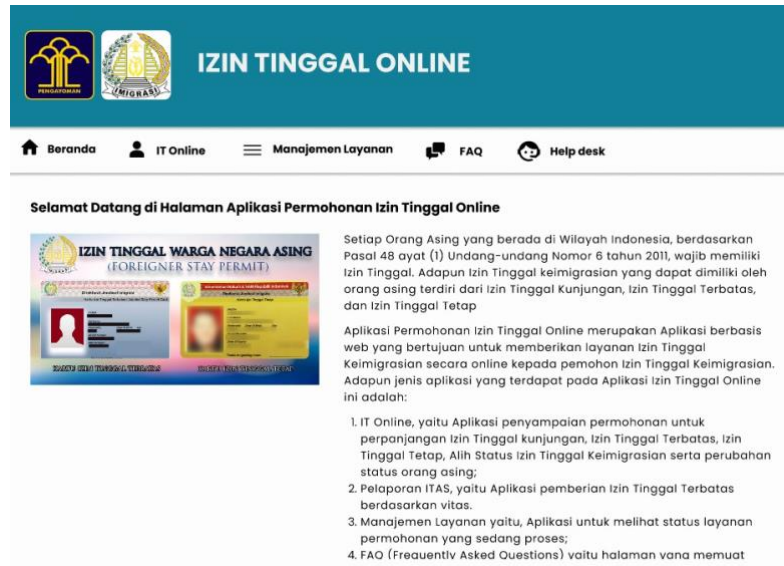 IZIN TINGGAL ONLINE
PENGAYOMAN
IMIGRASI
Beranda
IT Online
Manajemen Layanan
FAQ
Help desk
Selamat Datang di Halaman Aplikasi Permohonan Izin Tinggal Online
IZIN TINGGAL WARGA NEGARA ASING
(FOREIGNER STAY PERMIT)
KARTU IZIN TINGGAL TERBATAS
KARTU IZIN TINGGAL TETAP
Setiap Orang Asing yang berada di Wilayah Indonesia, berdasarkan
Pasal 48 ayat (1) Undang-undang Nomor 6 tahun 2011, wajib memiliki
Izin Tinggal. Adapun Izin Tinggal keimigrasian yang dapat dimiliki oleh
orang asing terdiri dari Izin Tinggal Kunjungan, Izin Tinggal Terbatas,
dan Izin Tinggal Tetap
Aplikasi Permohonan Izin Tinggal Online merupakan Aplikasi berbasis
web yang bertujuan untuk memberikan layanan Izin Tinggal
Keimigrasian secara online kepada pemohon Izin Tinggal Keimigrasian.
Adapun jenis aplikasi yang terdapat pada Aplikasi Izin Tinggal Online
ini adalah:
1. IT Online, yaitu Aplikasi penyampaian permohonan untuk
perpanjangan Izin Tinggal kunjungan, Izin Tinggal Terbatas, Izin
Tinggal Tetap, Alih Status Izin Tinggal Keimigrasian serta perubahan
status orang asing;
2. Pelaporan ITAS, yaitu Aplikasi pemberian Izin Tinggal Terbatas
berdasarkan vitas.
3. Manajemen Layanan yaitu, Aplikasi untuk melihat status layanan
permohonan yang sedang proses;
4. FAQ (Frequently Asked Questions) yaitu halaman yang memuat